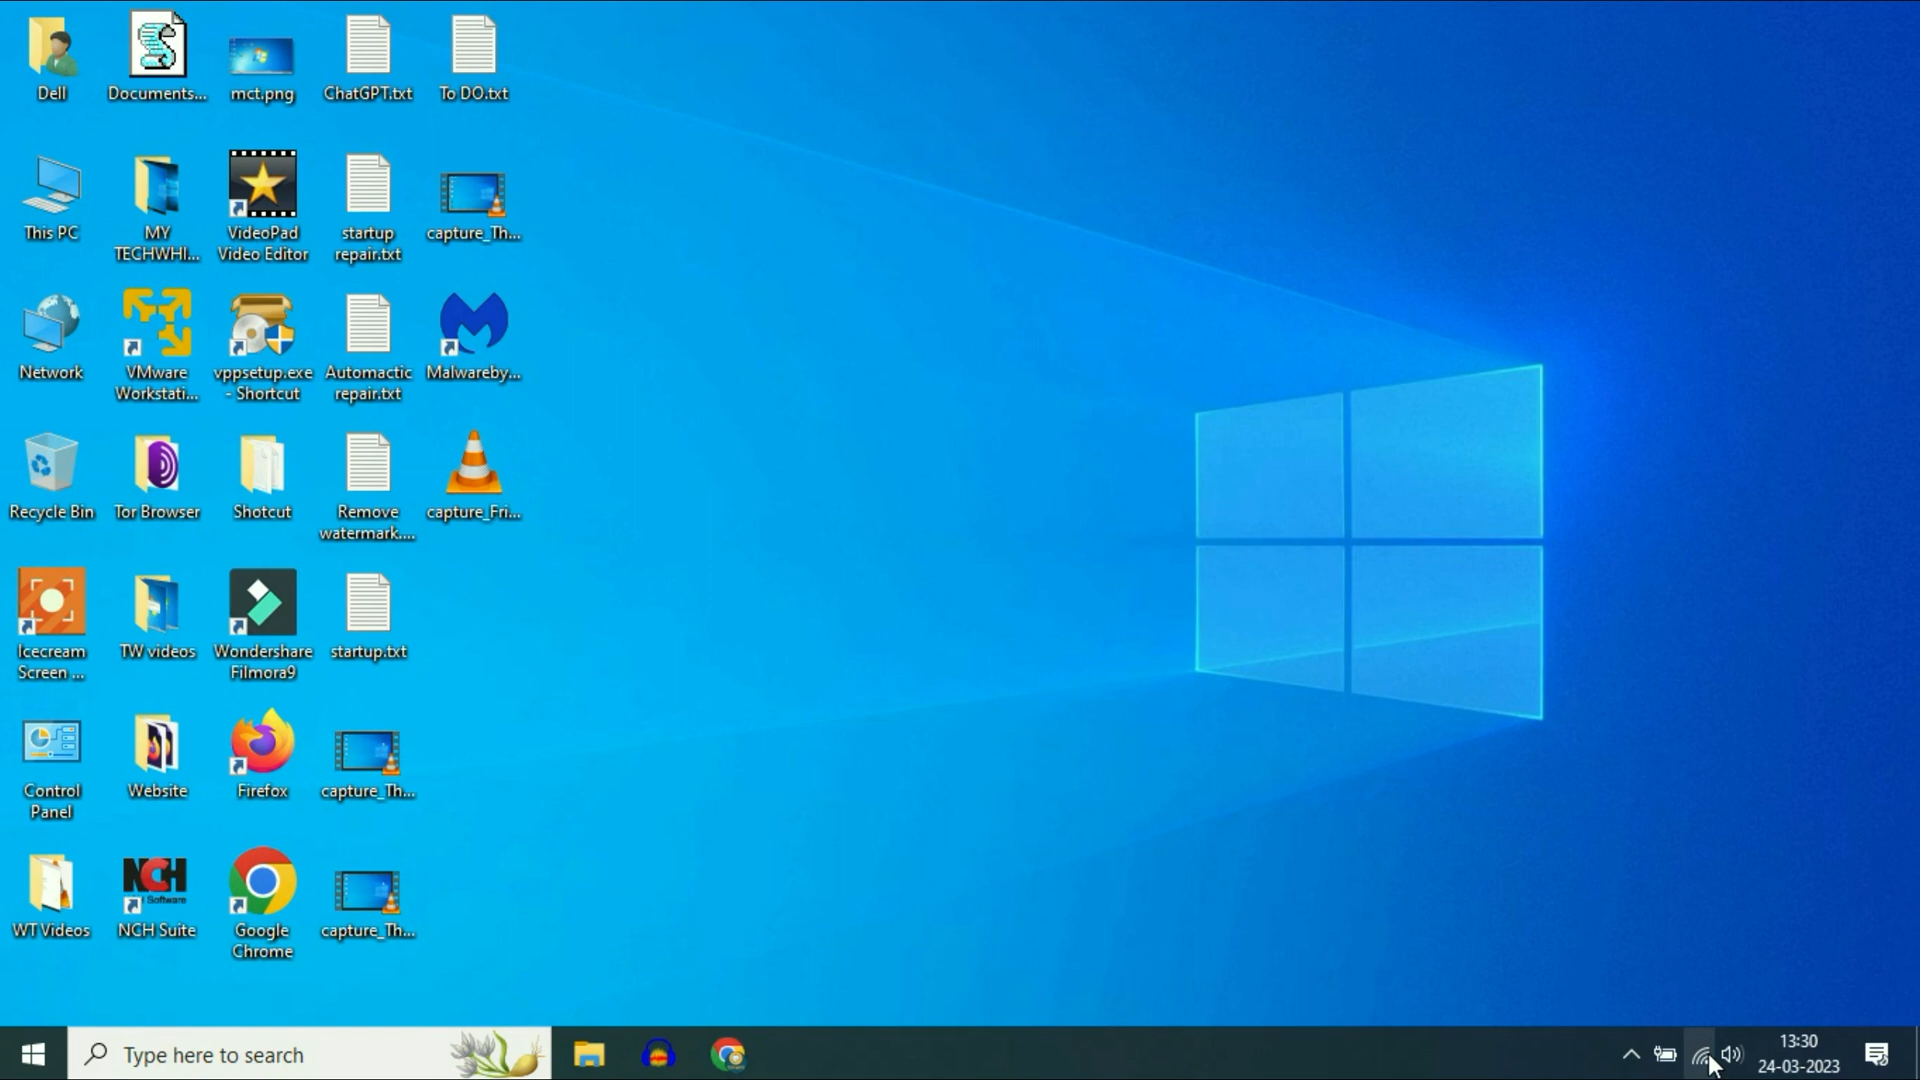 Dell
Documents...
mct.png
ChatGPT.txt
To DO.txt
This PC
MY
TECHWHI...
VideoPad
Video Editor
startup
repair.txt
capture_Th...
Network
VMware
Workstati...
vppsetup.exe
- Shortcut
Automactic
repair.txt
Malwareby...
Recycle Bin
Tor Browser
Shotcut
Remove
watermark....
capture_Fri...
Icecream
Screen ...
TW videos
Wondershare
Filmora9
startup.txt
Control
Panel
Website
Firefox
capture_Th...
WT Videos
NCH
Software
NCH Suite
Google
Chrome
capture_Th...
Type here to search
13:30
24-03-2023